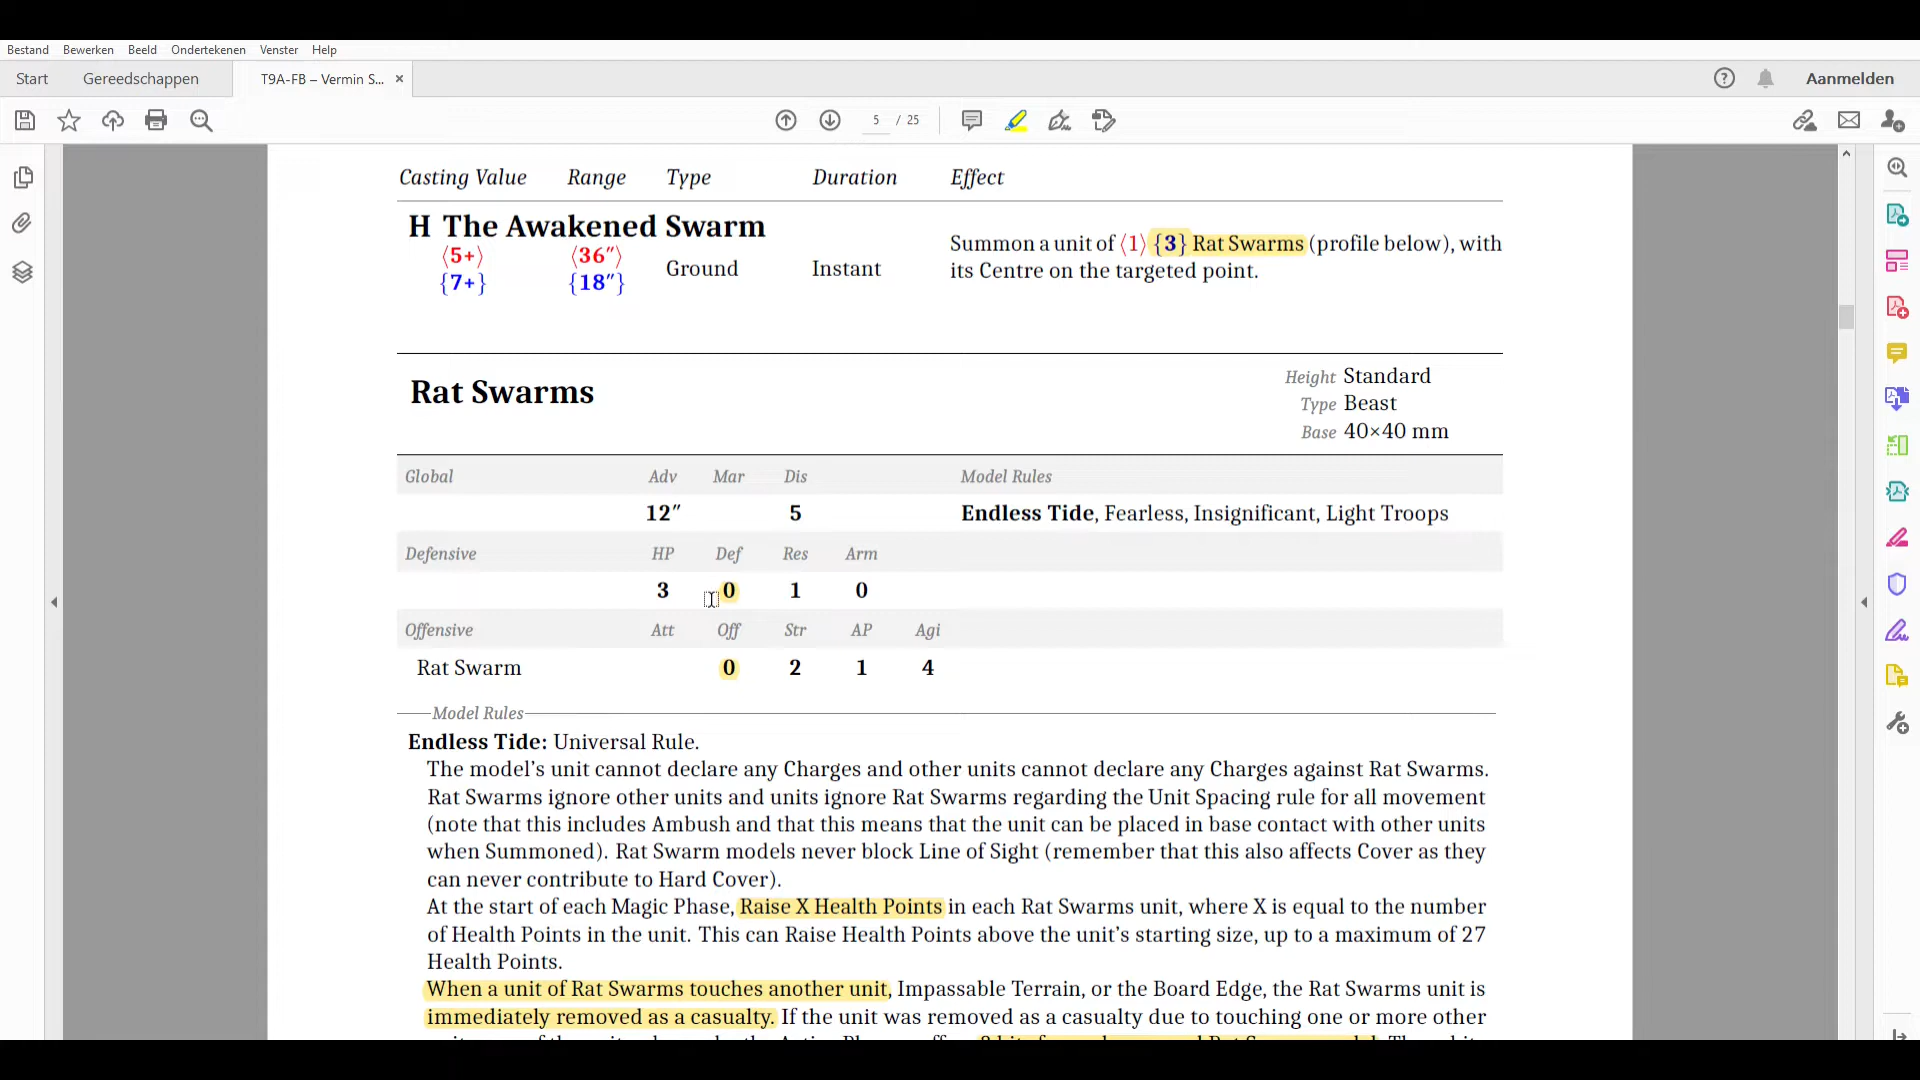 Bestand Bewerken Beeld Ondertekenen Venster Help
Start Gereedschappen T9A-FB – Vermin S... × Aanmelden
5 / 25
Casting Value Range Type Duration Effect
H The Awakened Swarm
⟨5+⟩ ⟨36″⟩
{7+} {18″}
Ground Instant
Summon a unit of ⟨1⟩ {3} Rat Swarms (profile below), with
its Centre on the targeted point.
Rat Swarms
Height Standard
Type Beast
Base 40×40 mm
Global Adv Mar Dis Model Rules
12″ 5 Endless Tide, Fearless, Insignificant, Light Troops
Defensive HP Def Res Arm
3 0 1 0
Offensive Att Off Str AP Agi
Rat Swarm 0 2 1 4
Model Rules
Endless Tide: Universal Rule.
The model’s unit cannot declare any Charges and other units cannot declare any Charges against Rat Swarms.
Rat Swarms ignore other units and units ignore Rat Swarms regarding the Unit Spacing rule for all movement
(note that this includes Ambush and that this means that the unit can be placed in base contact with other units
when Summoned). Rat Swarm models never block Line of Sight (remember that this also affects Cover as they
can never contribute to Hard Cover).
At the start of each Magic Phase, Raise X Health Points in each Rat Swarms unit, where X is equal to the number
of Health Points in the unit. This can Raise Health Points above the unit’s starting size, up to a maximum of 27
Health Points.
When a unit of Rat Swarms touches another unit, Impassable Terrain, or the Board Edge, the Rat Swarms unit is
immediately removed as a casualty. If the unit was removed as a casualty due to touching one or more other